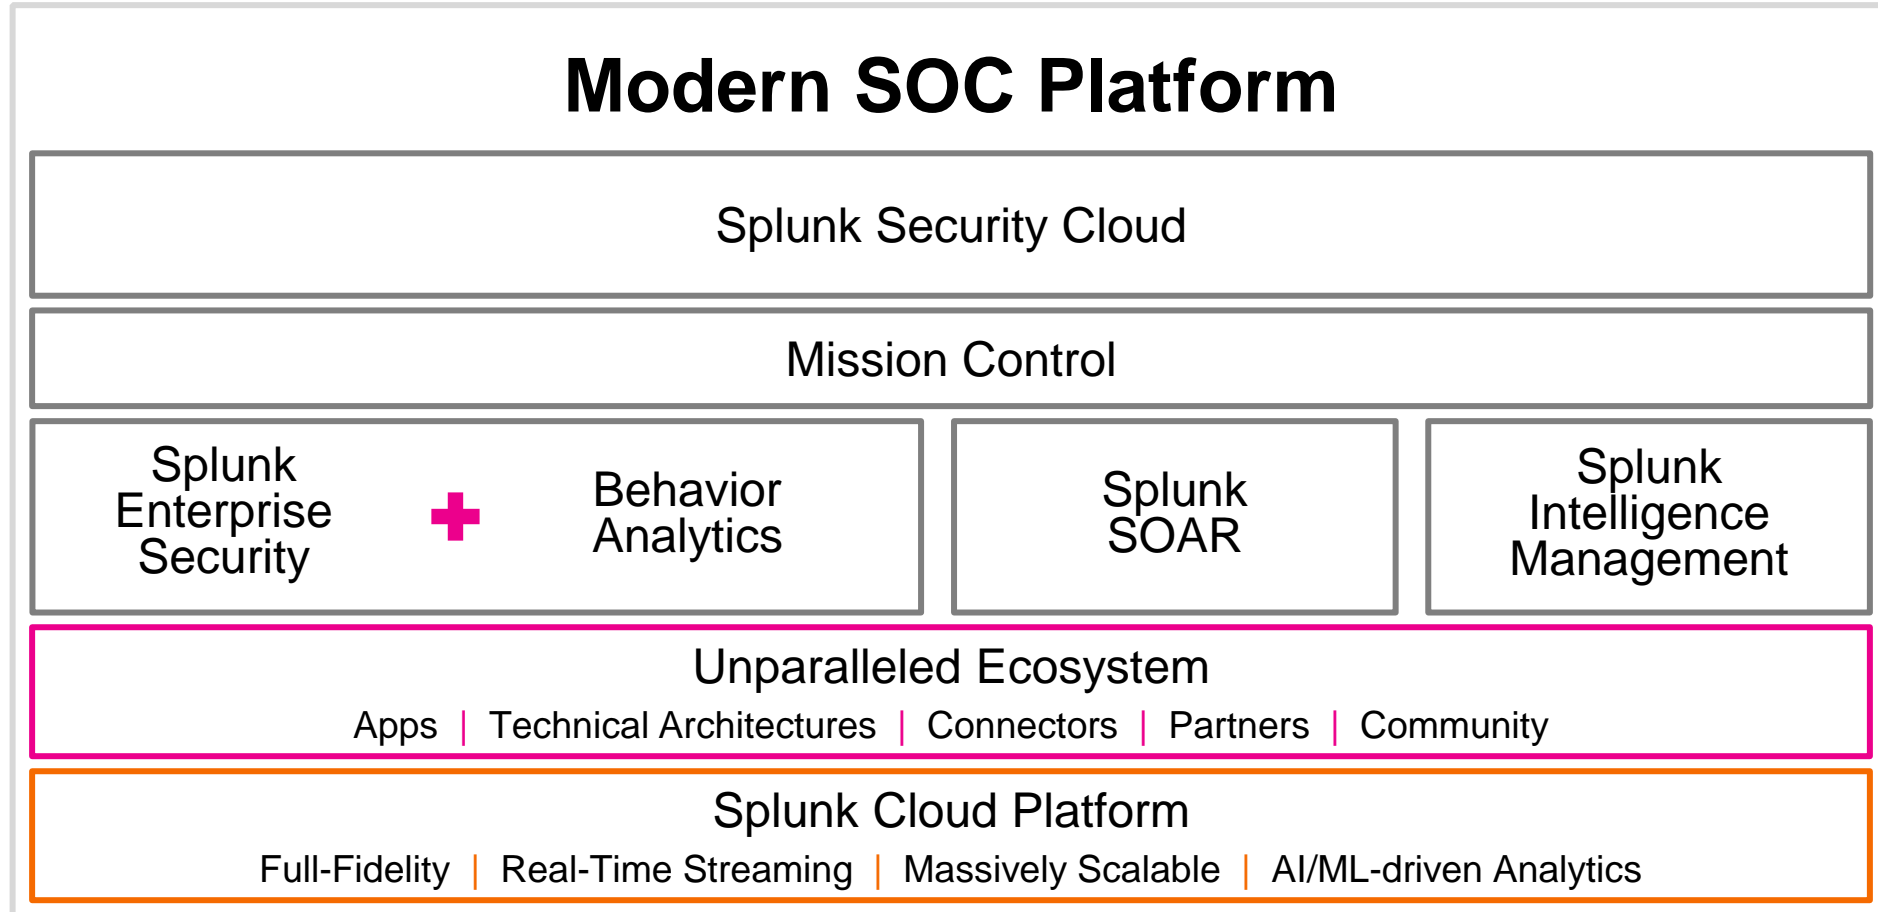 Modern SOC Platform
Splunk Security Cloud
Mission Control
Splunk
Enterprise
Security
Behavior
Analytics
Splunk
SOAR
Splunk
Intelligence
Management
Unparalleled Ecosystem
Apps | Technical Architectures | Connectors | Partners | Community
Splunk Cloud Platform
Full-Fidelity | Real-Time Streaming | Massively Scalable | AI/ML-driven Analytics